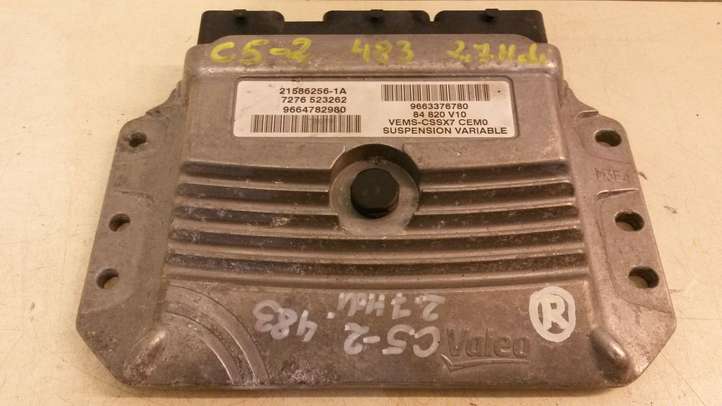 C5-2 483 2.7 Hdi
21586256-1A
7276 523262
9664782980
9663376780
84 820 V10
VEMS-CSSX7 CEM0
SUSPENSION VARIABLE
R
2.7 Hdi
C5-2 483
Valeo